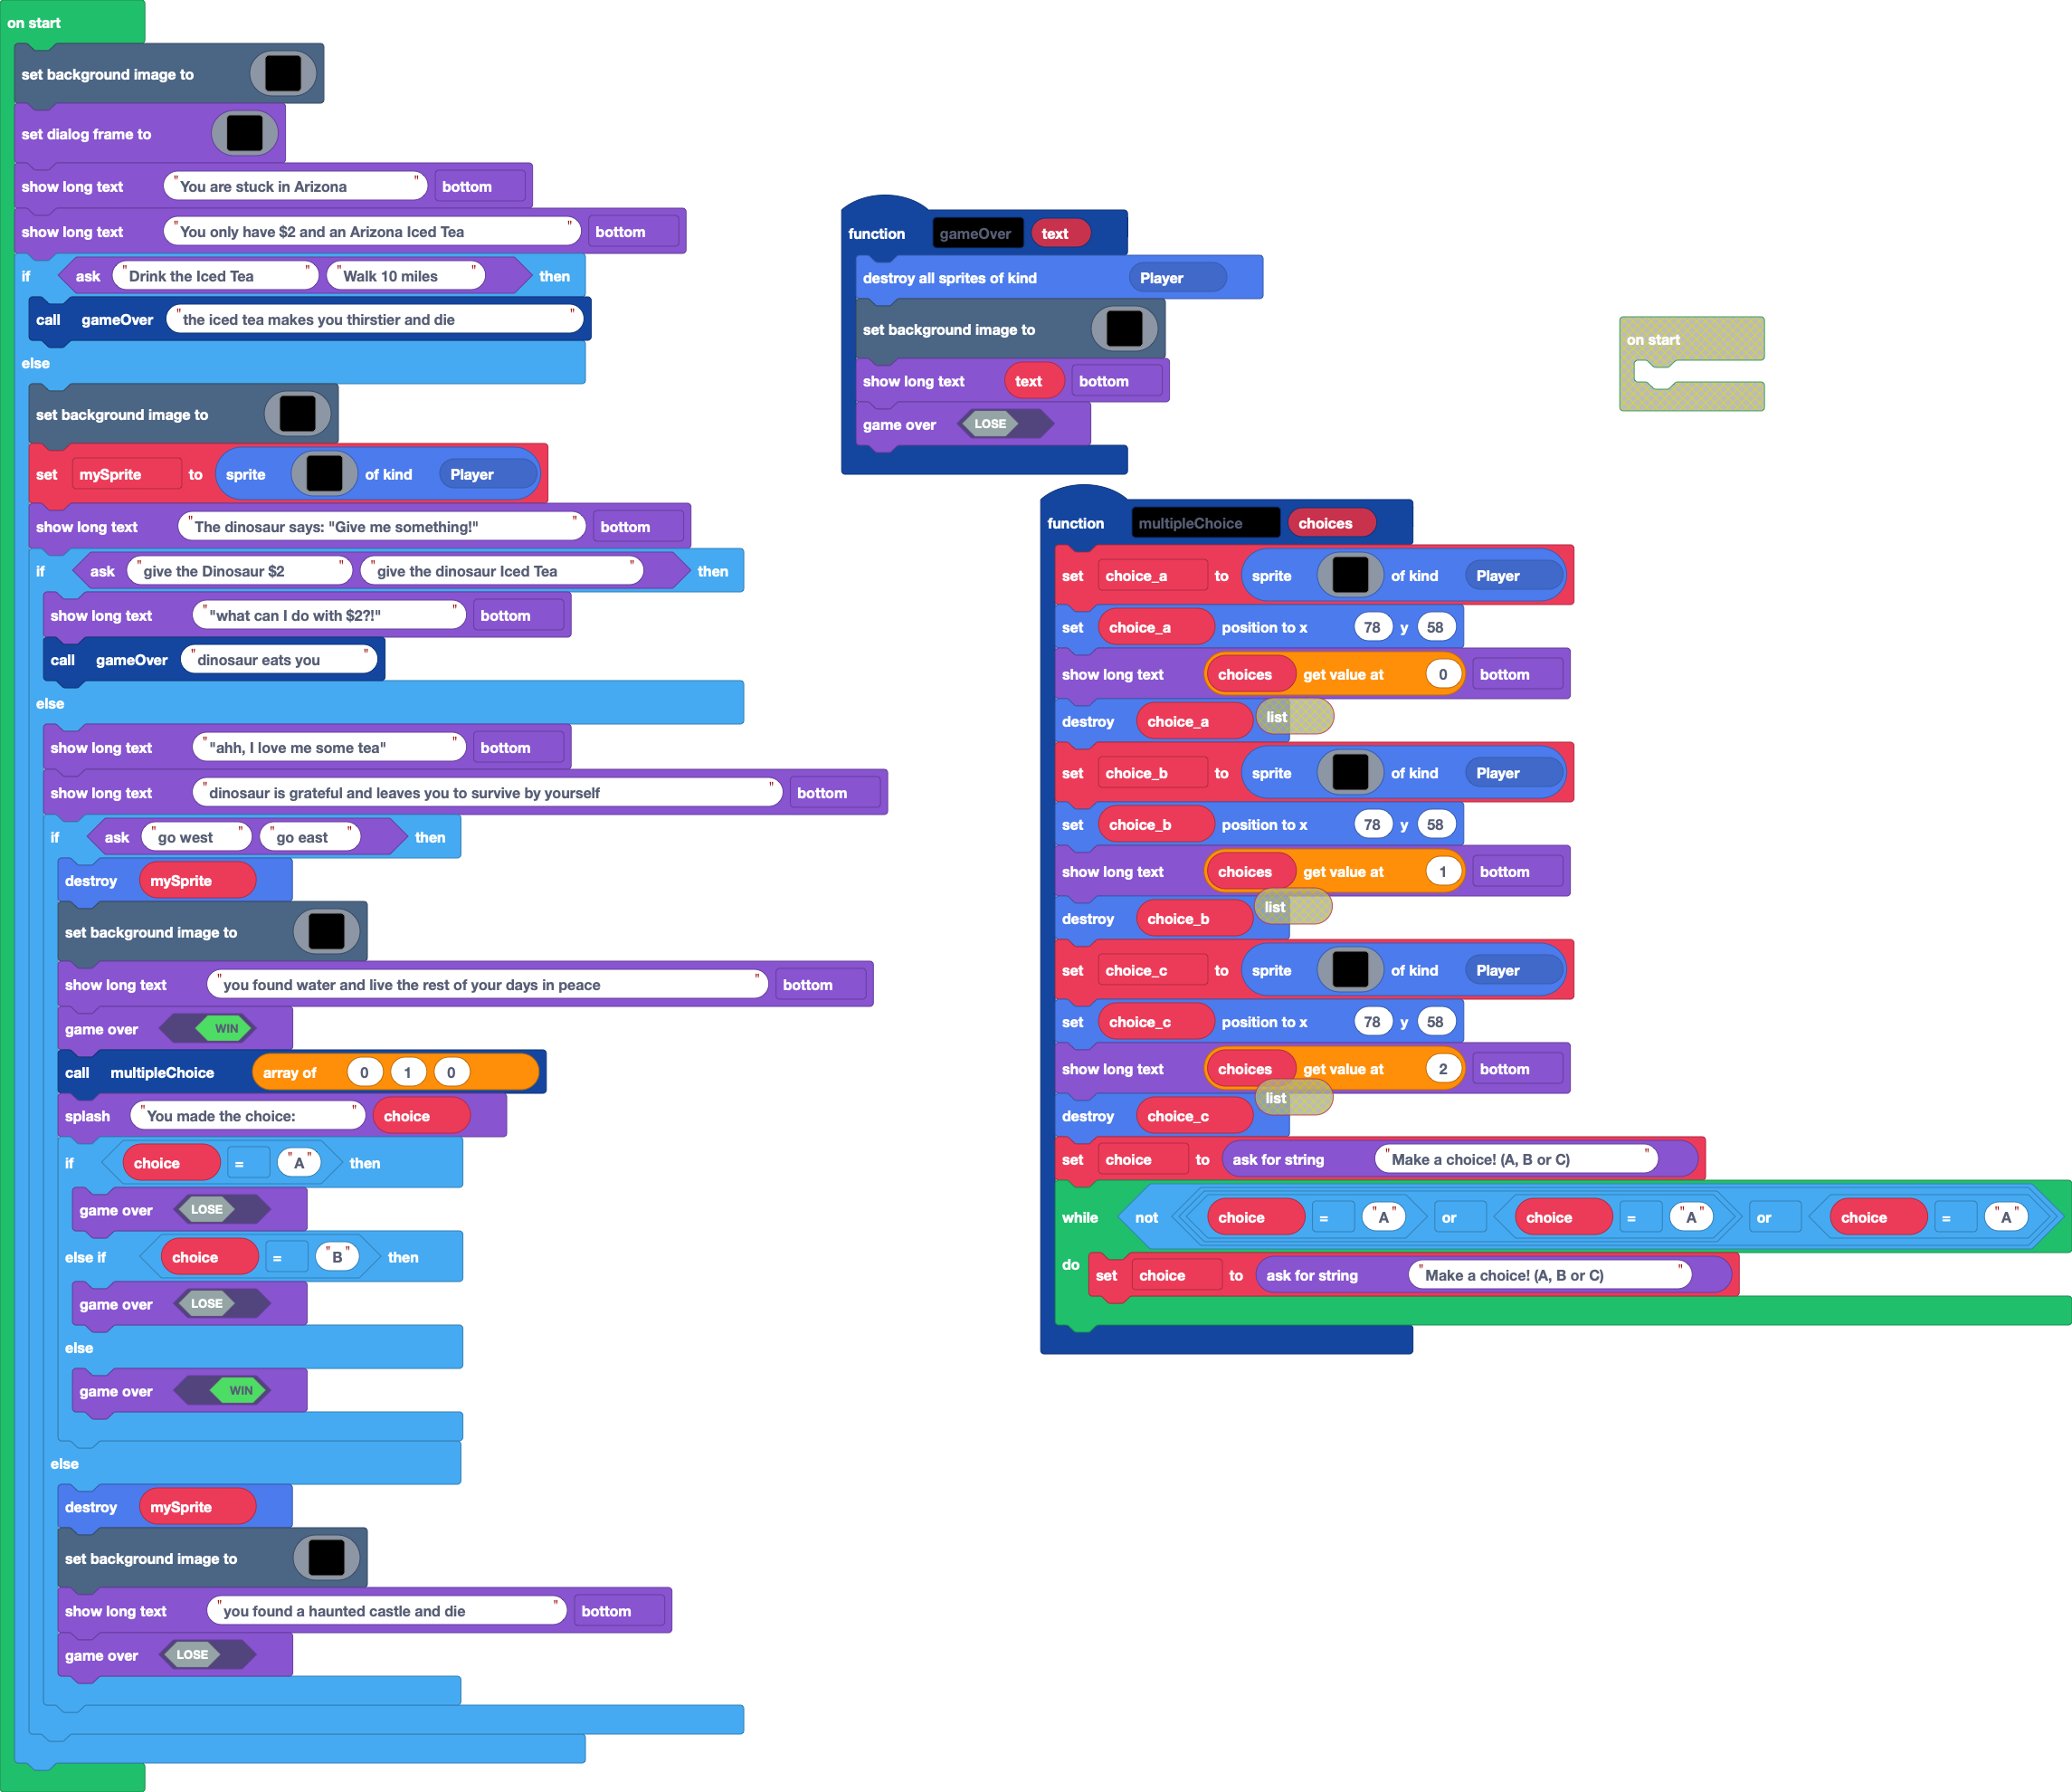 on start
set background image to
set dialog frame to
show long text "You are stuck in Arizona" bottom
show long text "You only have $2 and an Arizona Iced Tea" bottom
if ask "Drink the Iced Tea" "Walk 10 miles" then
call gameOver "the iced tea makes you thirstier and die"
else
set background image to
set mySprite to sprite of kind Player
show long text "The dinosaur says: "Give me something!"" bottom
if ask "give the Dinosaur $2" "give the dinosaur Iced Tea" then
show long text ""what can I do with $2?!"" bottom
call gameOver "dinosaur eats you"
else
show long text ""ahh, I love me some tea"" bottom
show long text "dinosaur is grateful and leaves you to survive by yourself" bottom
if ask "go west" "go east" then
destroy mySprite
set background image to
show long text "you found water and live the rest of your days in peace" bottom
game over WIN
call multipleChoice array of 0 1 0
splash "You made the choice:" choice
if choice = "A" then
game over LOSE
else if choice = "B" then
game over LOSE
else
game over WIN
else
destroy mySprite
set background image to
show long text "you found a haunted castle and die" bottom
game over LOSE
function gameOver text
destroy all sprites of kind Player
set background image to
show long text text bottom
game over LOSE
on start
function multipleChoice choices
set choice_a to sprite of kind Player
set choice_a position to x 78 y 58
show long text choices get value at 0 bottom
destroy choice_a list
set choice_b to sprite of kind Player
set choice_b position to x 78 y 58
show long text choices get value at 1 bottom
destroy choice_b list
set choice_c to sprite of kind Player
set choice_c position to x 78 y 58
show long text choices get value at 2 bottom
destroy choice_c list
set choice to ask for string "Make a choice! (A, B or C)"
while not choice = "A" or choice = "A" or choice = "A"
do set choice to ask for string "Make a choice! (A, B or C)"